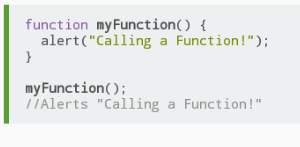 function myFunction() {
  alert("Calling a Function!");
}

myFunction();
//Alerts "Calling a Function!"